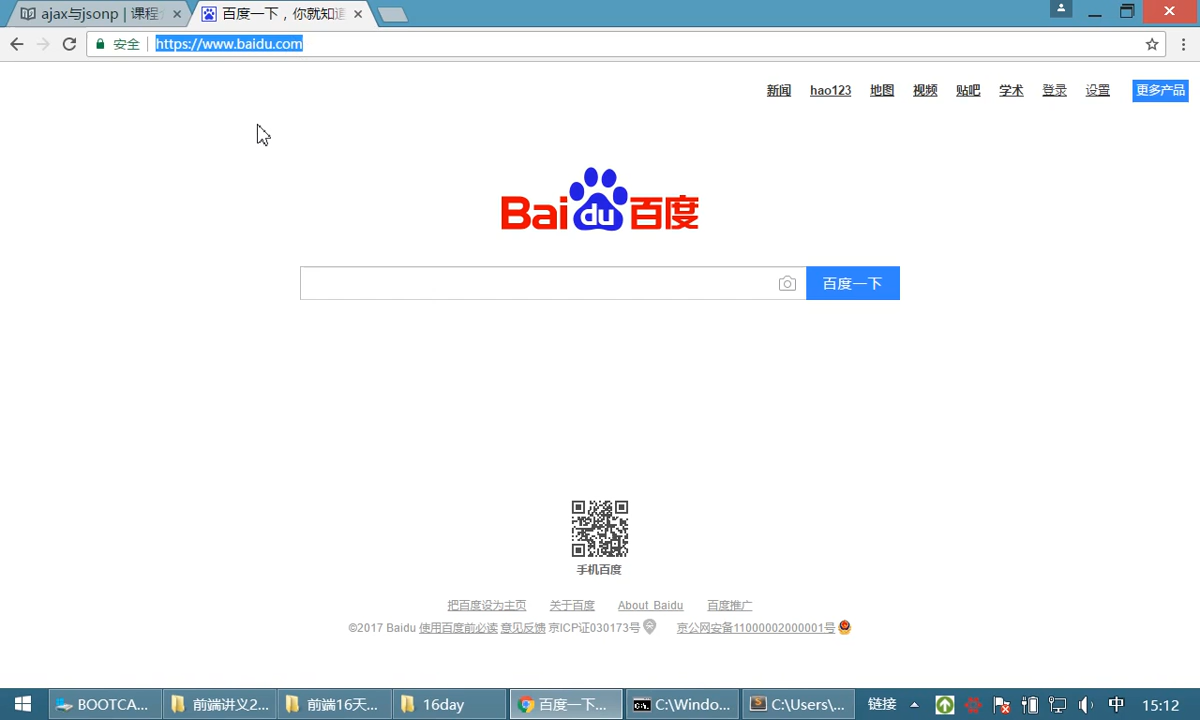 ajax与jsonp | 课程
百度一下，你就知道
安全
https://www.baidu.com
新闻 hao123 地图 视频 贴吧 学术 登录 设置 更多产品
Bai du 百度
百度一下
手机百度
把百度设为主页 关于百度 About Baidu 百度推广
©2017 Baidu 使用百度前必读 意见反馈 京ICP证030173号 京公网安备11000002000001号
BOOTCA... 前端讲义2... 前端16天... 16day 百度一下... C:\Windo... C:\Users\... 链接 中 15:12